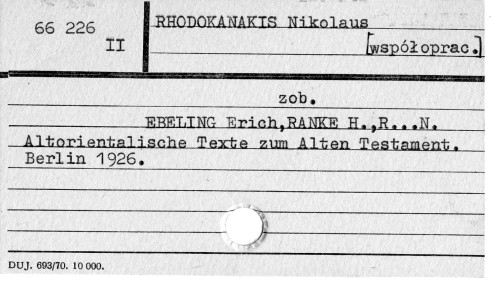 66 226
II
RHODOKANAKIS Nikolaus
[współoprac.]
zob.
EBELING Erich,RANKE H.,R...N.
Altorientalische Texte zum Alten Testament.
Berlin 1926.
DUJ. 693/70. 10 000.